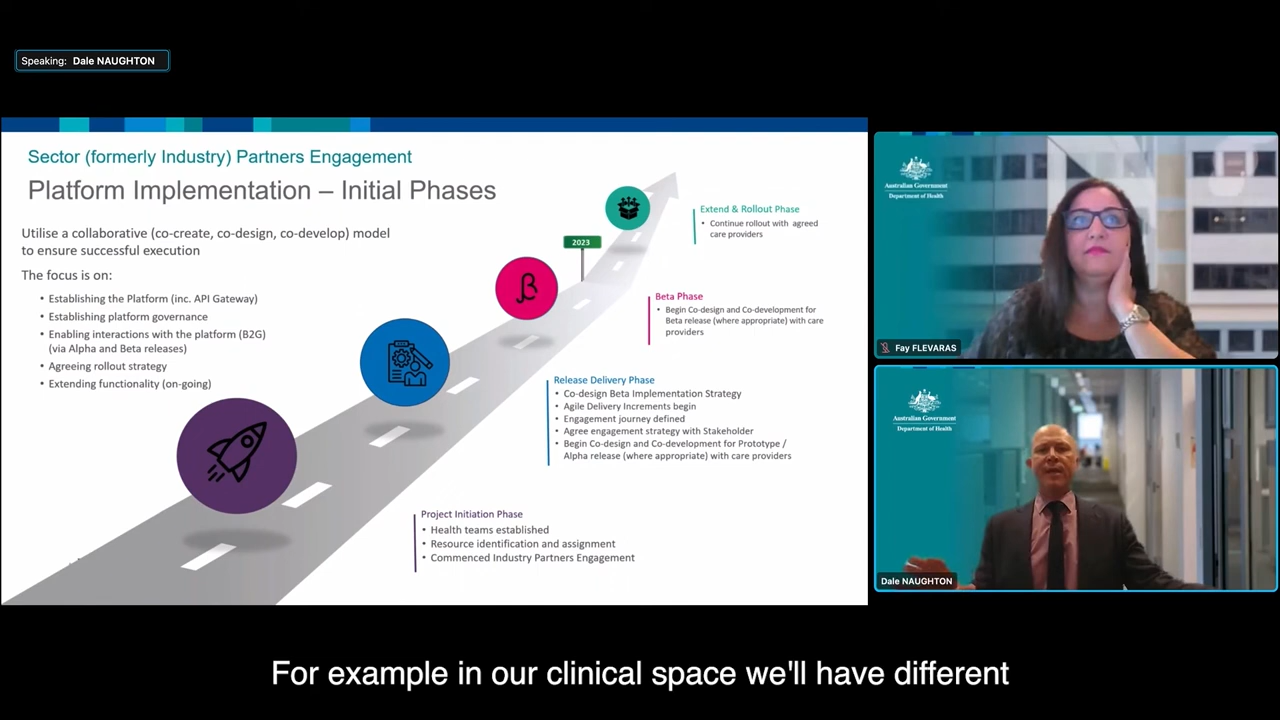 Speaking: Dale NAUGHTON
Sector (formerly Industry) Partners Engagement
Platform Implementation – Initial Phases
Utilise a collaborative (co-create, co-design, co-develop) model
to ensure successful execution
The focus is on:
• Establishing the Platform (inc. API Gateway)
• Establishing platform governance
• Enabling interactions with the platform (B2G)
(via Alpha and Beta releases)
• Agreeing rollout strategy
• Extending functionality (on-going)
2023
β
Extend & Rollout Phase
• Continue rollout with agreed
care providers
Beta Phase
• Begin Co-design and Co-development for
Beta release (where appropriate) with care
providers
Release Delivery Phase
• Co-design Beta Implementation Strategy
• Agile Delivery Increments begin
• Engagement journey defined
• Agree engagement strategy with Stakeholder
• Begin Co-design and Co-development for Prototype /
Alpha release (where appropriate) with care providers
Project Initiation Phase
• Health teams established
• Resource identification and assignment
• Commenced Industry Partners Engagement
Australian Government
Department of Health
Fay FLEVARAS
Australian Government
Department of Health
Dale NAUGHTON
For example in our clinical space we'll have different